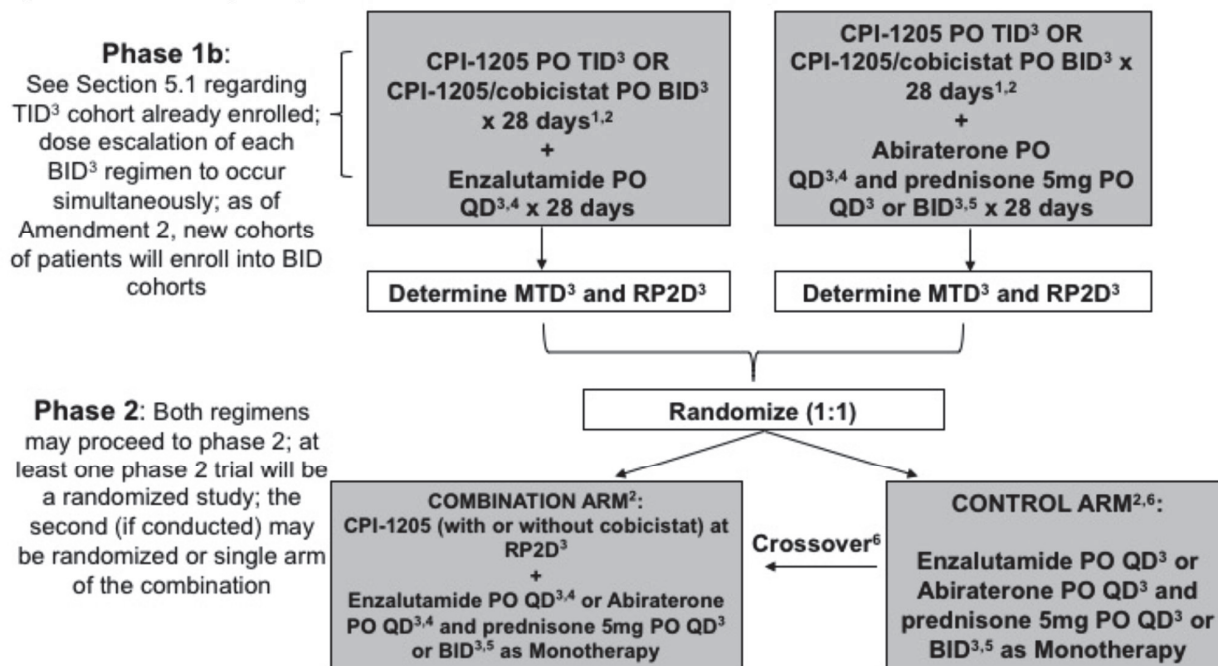 Phase 1b:
See Section 5.1 regarding
TID³ cohort already enrolled;
dose escalation of each
BID³ regimen to occur
simultaneously; as of
Amendment 2, new cohorts
of patients will enroll into BID
cohorts
CPI-1205 PO TID³ OR
CPI-1205/cobicistat PO BID³
x 28 days¹,²
+
Enzalutamide PO
QD³,⁴ x 28 days
CPI-1205 PO TID³ OR
CPI-1205/cobicistat PO BID³ x
28 days¹,²
+
Abiraterone PO
QD³,⁴ and prednisone 5mg PO
QD³ or BID³,⁵ x 28 days
Determine MTD³ and RP2D³
Determine MTD³ and RP2D³
Randomize (1:1)
Phase 2: Both regimens
may proceed to phase 2; at
least one phase 2 trial will be
a randomized study; the
second (if conducted) may
be randomized or single arm
of the combination
COMBINATION ARM²:
CPI-1205 (with or without cobicistat) at
RP2D³
+
Enzalutamide PO QD³,⁴ or Abiraterone
PO QD³,⁴ and prednisone 5mg PO QD³
or BID³,⁵ as Monotherapy
Crossover⁶
CONTROL ARM²,⁶:
Enzalutamide PO QD³ or
Abiraterone PO QD³ and
prednisone 5mg PO QD³ or
BID³,⁵ as Monotherapy